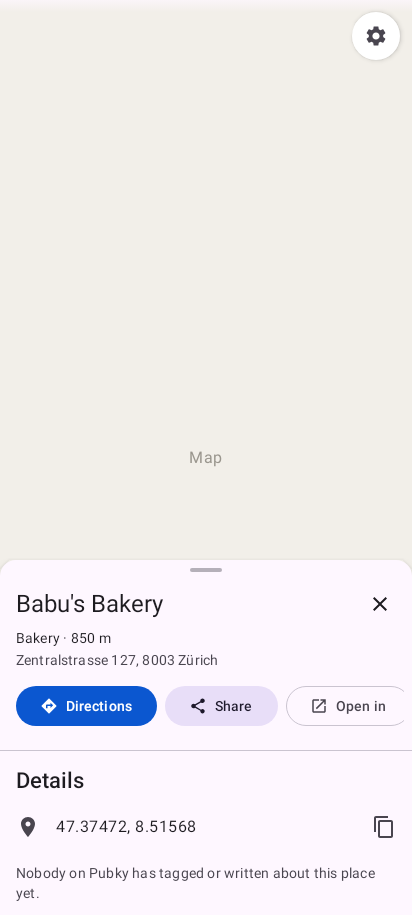 Map
Babu's Bakery
Bakery · 850 m
Zentralstrasse 127, 8003 Zürich
Directions
Share
Open in
Details
47.37472, 8.51568
Nobody on Pubky has tagged or written about this place
yet.